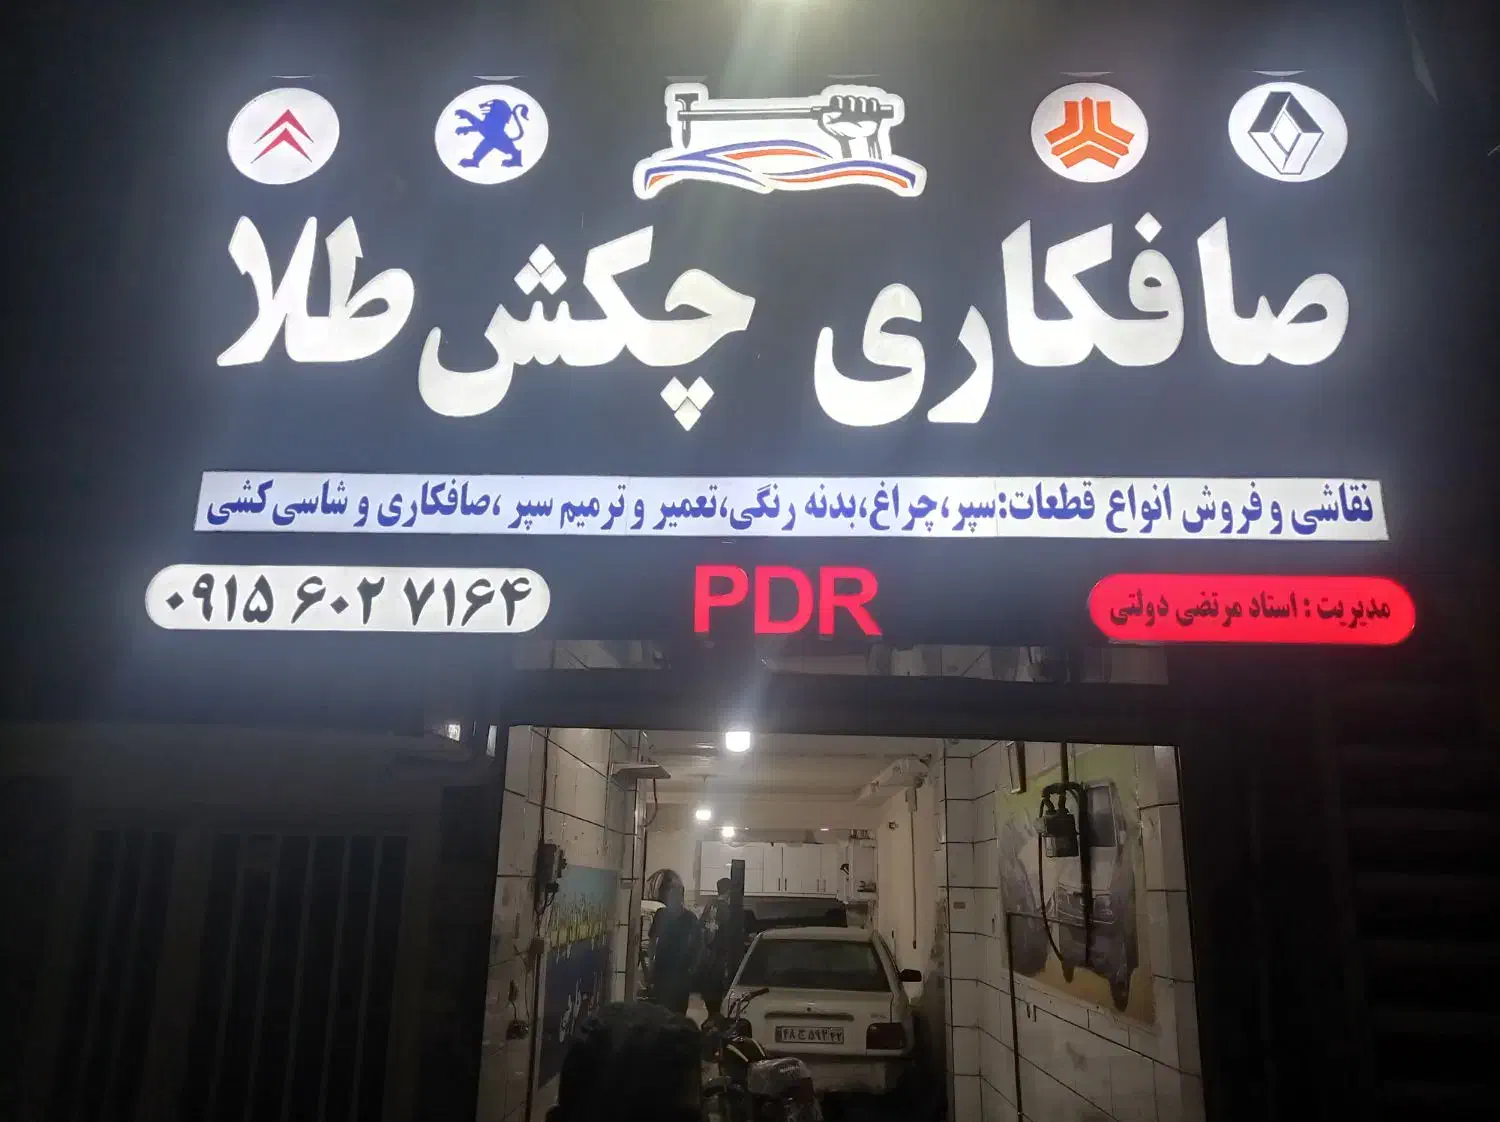 صافکاری چکش طلا
نقاشی و فروش انواع قطعات:سپر،چراغ،بدنه رنگی،تعمیر و ترمیم سپر ،صافکاری و شاسی کشی
مدیریت : استاد مرتضی دولتی
PDR
۰۹۱۵ ۶۰۲ ۷۱۶۴